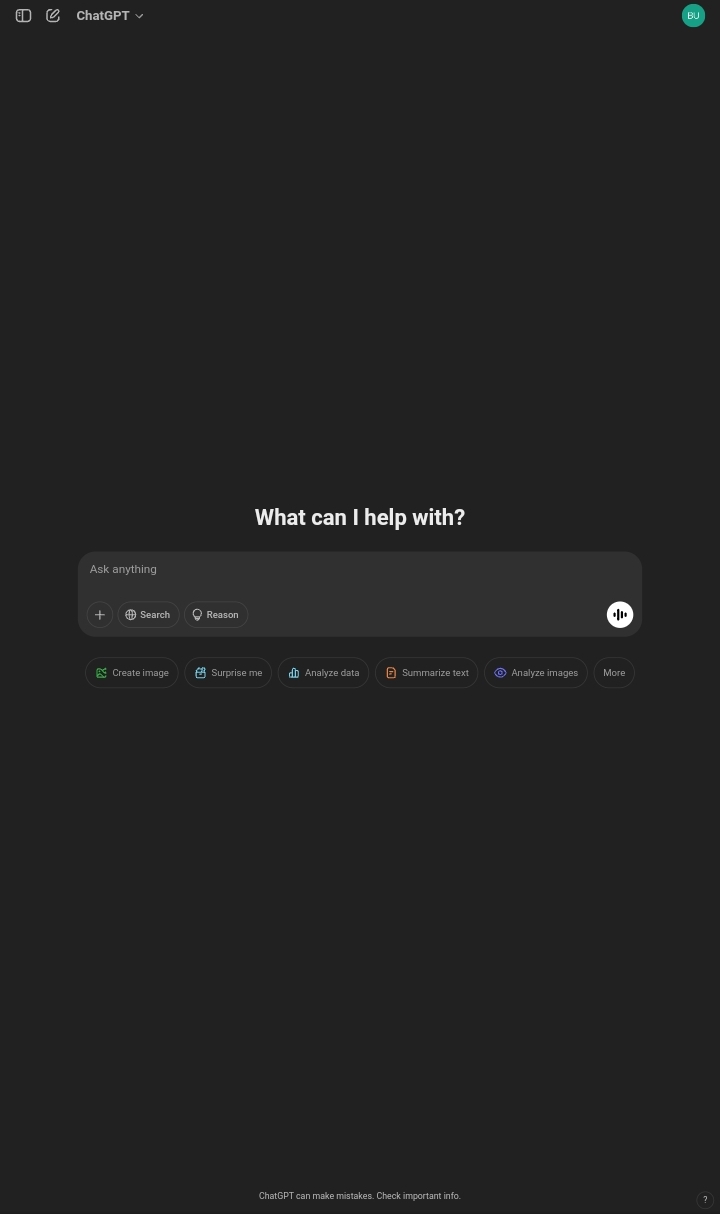 ChatGPT
BU
What can I help with?
Ask anything
Search Reason
Create image Surprise me Analyze data Summarize text Analyze images More
ChatGPT can make mistakes. Check important info.
?